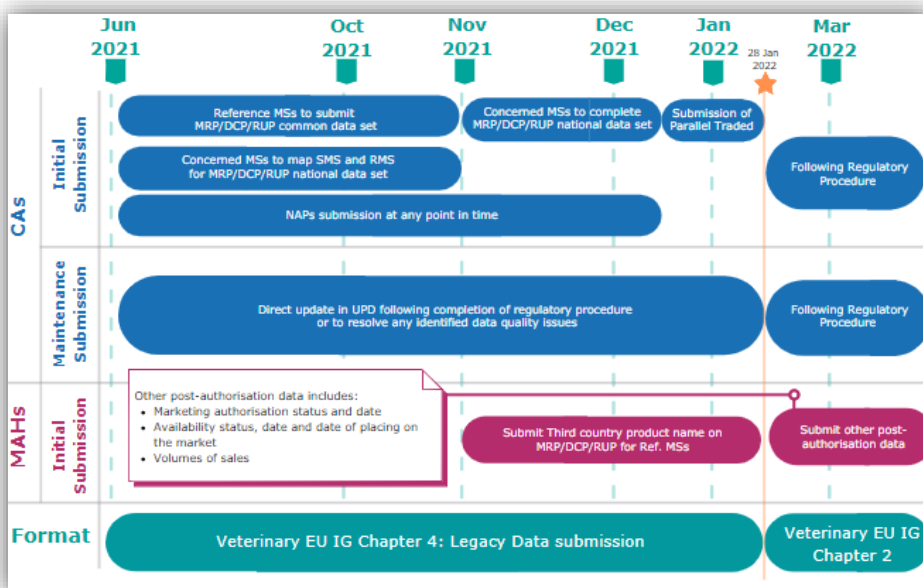 Jun
2021
Oct
2021
Nov
2021
Dec
2021
Jan
2022
28 Jan
2022
Mar
2022
CAs
Initial
Submission
Reference MSs to submit
MRP/DCP/RUP common data set
Concerned MSs to complete
MRP/DCP/RUP national data set
Submission of
Parallel Traded
Concerned MSs to map SMS and RMS
for MRP/DCP/RUP national data set
Following Regulatory
Procedure
NAPs submission at any point in time
Maintenance
Submission
Direct update in UPD following completion of regulatory procedure
or to resolve any identified data quality issues
Following Regulatory
Procedure
MAHs
Initial
Submission
Other post-authorisation data includes:
• Marketing authorisation status and date
• Availability status, date and date of placing on
the market
• Volumes of sales
Submit Third country product name on
MRP/DCP/RUP for Ref. MSs
Submit other post-
authorisation data
Format
Veterinary EU IG Chapter 4: Legacy Data submission
Veterinary EU IG
Chapter 2